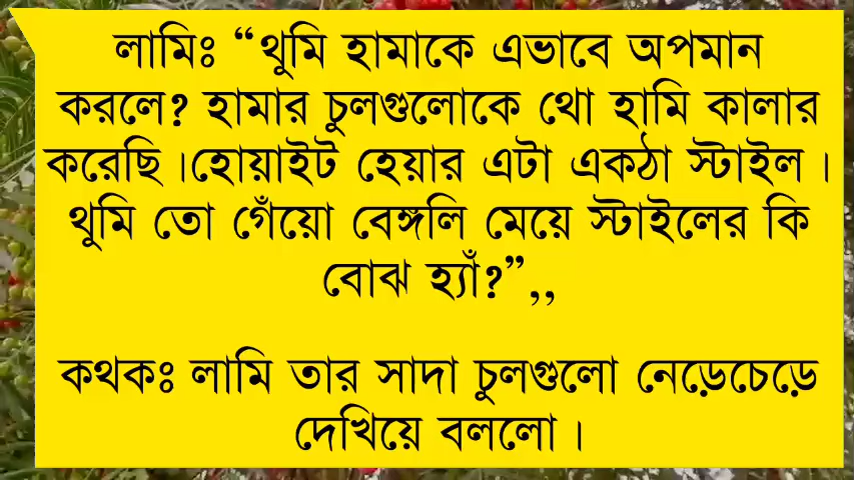 লামিঃ “থুমি হামাকে এভাবে অপমান
করলে? হামার চুলগুলোকে থো হামি কালার
করেছি।হোয়াইট হেয়ার এটা একঠা স্টাইল।
থুমি তো গেঁয়ো বেঙ্গলি মেয়ে স্টাইলের কি
বোঝ হ্যাঁ?”,,
কথকঃ লামি তার সাদা চুলগুলো নেড়েচেড়ে
দেখিয়ে বললো।